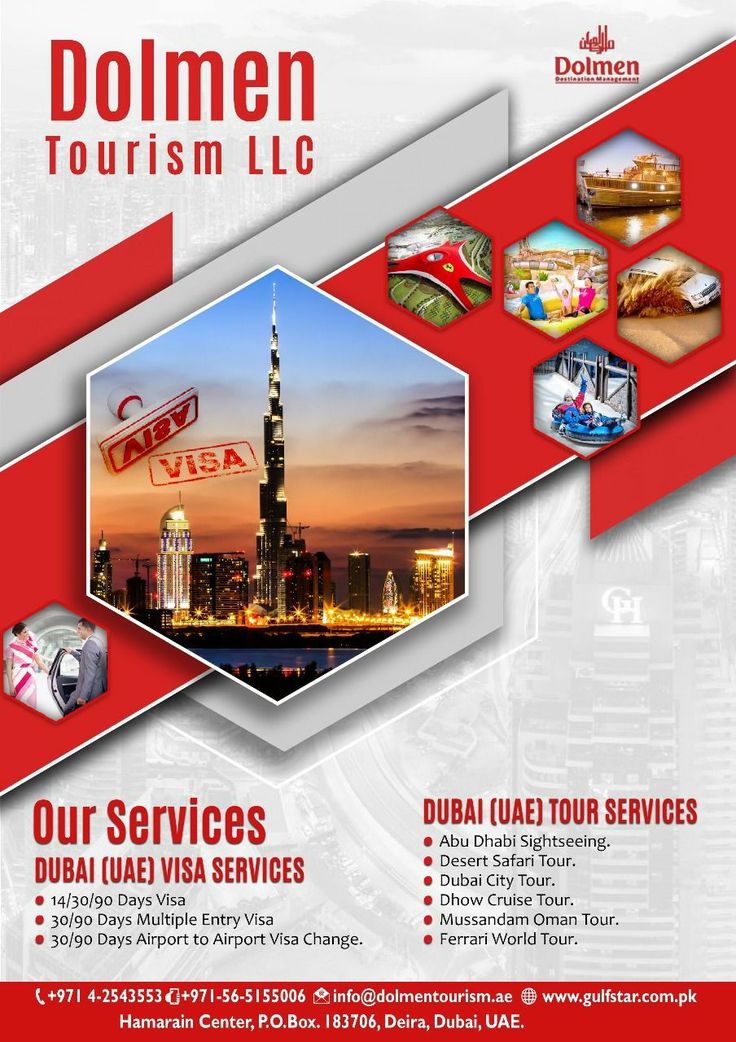 Dolmen
Tourism LLC
دالمان
Dolmen
Destination Management
VISA
VISA
GH
Our Services
DUBAI (UAE) VISA SERVICES
14/30/90 Days Visa
30/90 Days Multiple Entry Visa
30/90 Days Airport to Airport Visa Change.
DUBAI (UAE) TOUR SERVICES
Abu Dhabi Sightseeing.
Desert Safari Tour.
Dubai City Tour.
Dhow Cruise Tour.
Mussandam Oman Tour.
Ferrari World Tour.
+971 4-2543553 +971-56-5155006 info@dolmentourism.ae www.gulfstar.com.pk
Hamarain Center, P.O.Box. 183706, Deira, Dubai, UAE.